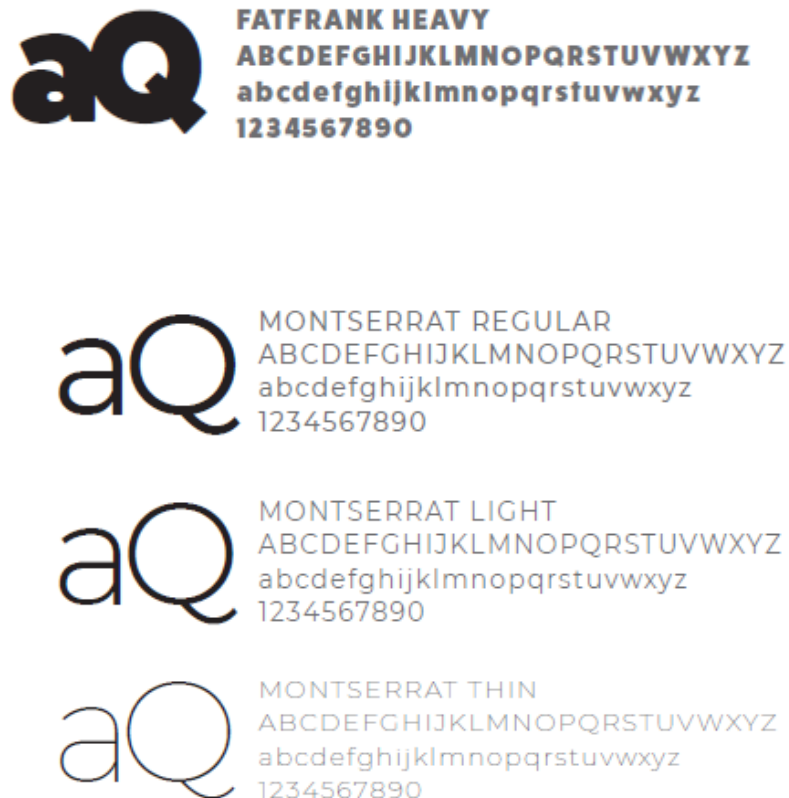 aQ
FATFRANK HEAVY
ABCDEFGHIJKLMNOPQRSTUVWXYZ
abcdefghijklmnopqrstuvwxyz
1234567890
aQ
MONTSERRAT REGULAR
ABCDEFGHIJKLMNOPQRSTUVWXYZ
abcdefghijklmnopqrstuvwxyz
1234567890
aQ
MONTSERRAT LIGHT
ABCDEFGHIJKLMNOPQRSTUVWXYZ
abcdefghijklmnopqrstuvwxyz
1234567890
aQ
MONTSERRAT THIN
ABCDEFGHIJKLMNOPQRSTUVWXYZ
abcdefghijklmnopqrstuvwxyz
1234567890